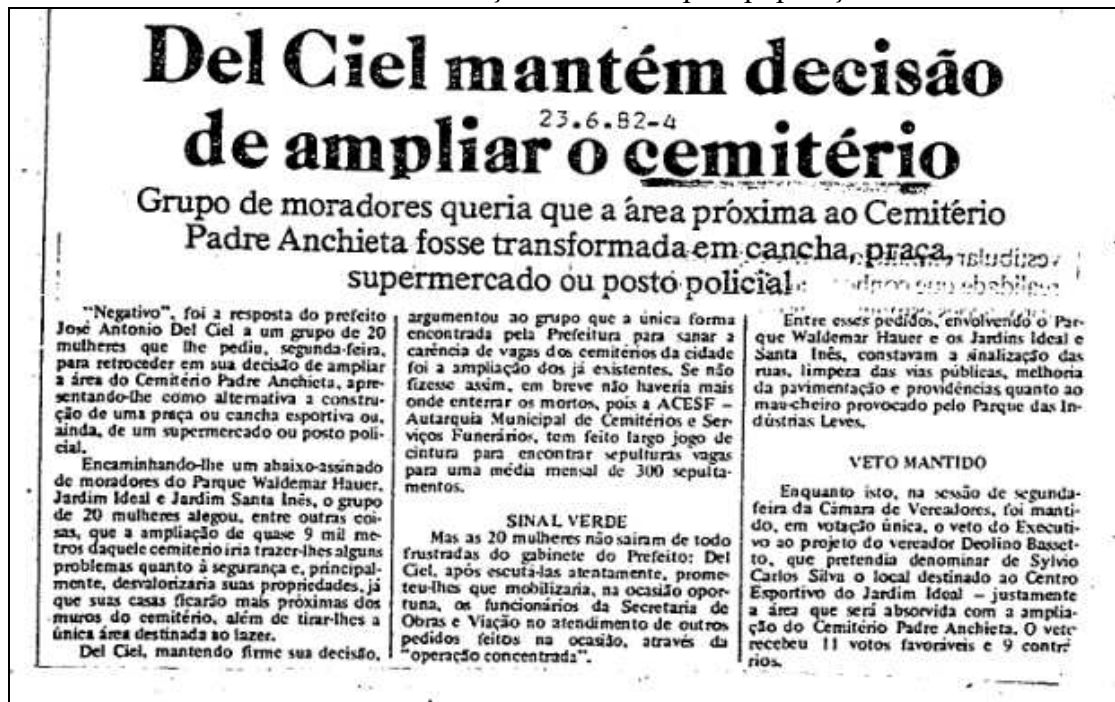 Del Ciel mantém decisão
23.6.82-4
de ampliar o cemitério
Grupo de moradores queria que a área próxima ao Cemitério
Padre Anchieta fosse transformada em cancha, praça,
supermercado ou posto policial
"Negativo", foi a resposta do prefeito
José Antonio Del Ciel a um grupo de 20
mulheres que lhe pediu, segunda-feira,
para retroceder em sua decisão de ampliar
a área do Cemitério Padre Anchieta, apre-
sentando-lhe como alternativa a constru-
ção de uma praça ou cancha esportiva ou,
ainda, de um supermercado ou posto poli-
cial.
Encaminhando-lhe um abaixo-assinado
de moradores do Parque Waldemar Hauer,
Jardim Ideal e Jardim Santa Inês, o grupo
de 20 mulheres alegou, entre outras coi-
sas, que a ampliação de quase 9 mil me-
tros daquele cemiterio iria trazer-lhes alguns
problemas quanto à segurança e, principal-
mente, desvalorizaria suas propriedades, já
que suas casas ficarão mais próximas dos
muros do cemitério, além de tirar-lhes a
única área destinada ao lazer.
Del Ciel, mantendo firme sua decisão,
argumentou ao grupo que a única forma
encontrada pela Prefeitura para sanar a
carência de vagas dos cemitérios da cidade
foi a ampliação dos já existentes. Se não
fizesse assim, em breve não haveria mais
onde enterrar os mortos, pois a ACESF –
Autarquia Municipal de Cemitérios e Ser-
viços Funerários, tem feito largo jogo de
cintura para encontrar sepulturas vagas
para uma média mensal de 300 sepulta-
mentos.
SINAL VERDE
Mas as 20 mulheres não saíram de todo
frustradas do gabinete do Prefeito: Del
Ciel, após escutá-las atentamente, prome-
teu-lhes que mobilizaria, na ocasião opor-
tuna, os funcionários da Secretaria de
Obras e Viação no atendimento de outros
pedidos feitos na ocasião, através da
"operação concentrada".
Entre esses pedidos, envolvendo o Par-
que Waldemar Hauer e os Jardins Ideal e
Santa Inês, constavam a sinalização das
ruas, limpeza das vias públicas, melhoria
da pavimentação e providências quanto ao
mau-cheiro provocado pelo Parque das In-
dústrias Leves.
VETO MANTIDO
Enquanto isto, na sessão de segunda-
feira da Câmara de Vereadores, foi manti-
do, em votação única, o veto do Executi-
vo ao projeto do vereador Deolino Basset-
to, que pretendia denominar de Sylvio
Carlos Silva o local destinado ao Centro
Esportivo do Jardim Ideal – justamente
a área que será absorvida com a amplia-
ção do Cemitério Padre Anchieta. O veto
recebeu 11 votos favoráveis e 9 contrá
rios.